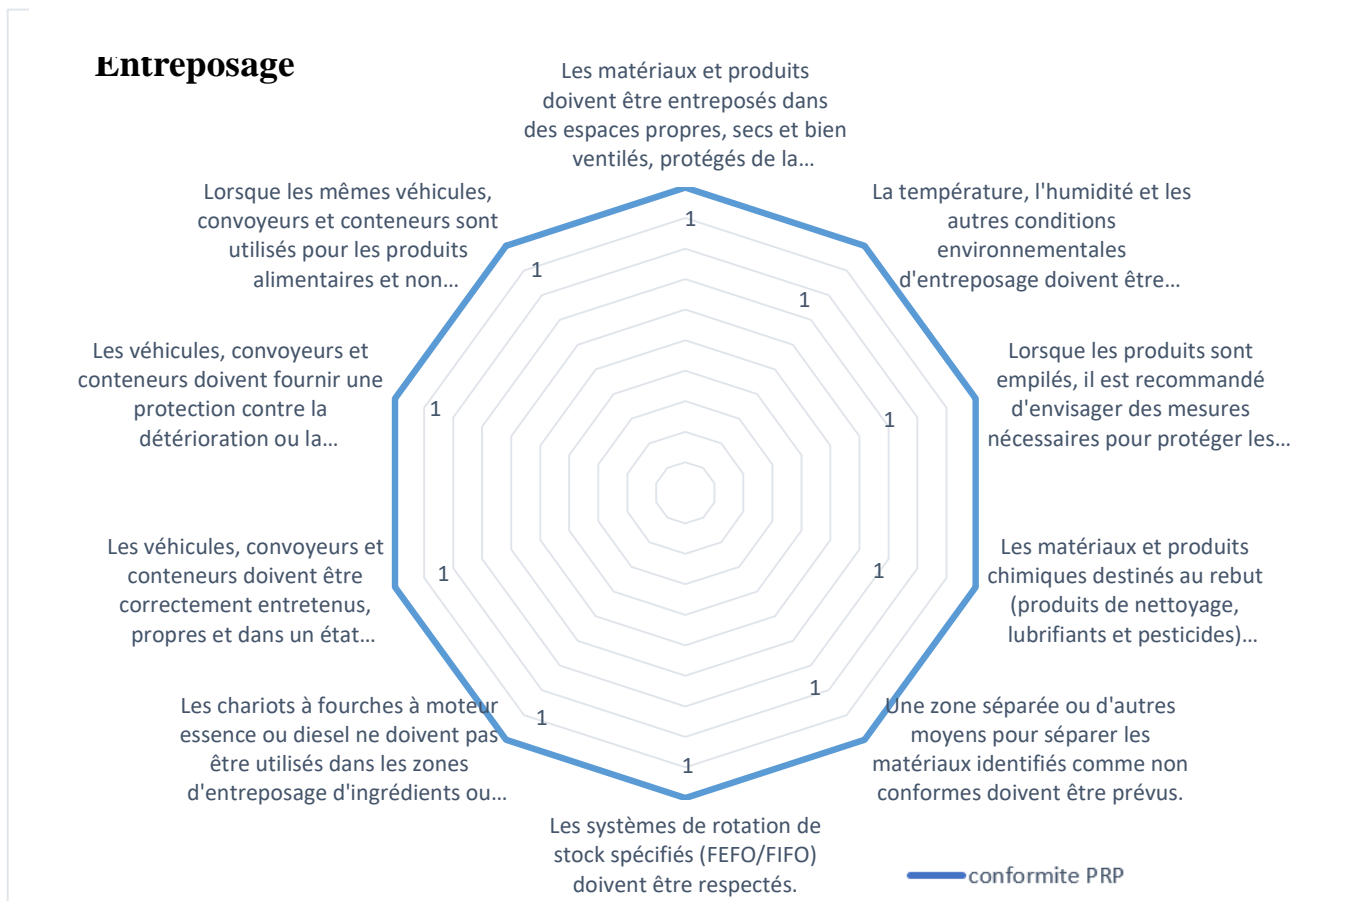 Entreposage
Les matériaux et produits
doivent être entreposés dans
des espaces propres, secs et bien
ventilés, protégés de la…
La température, l'humidité et les
autres conditions
environnementales
d'entreposage doivent être…
Lorsque les produits sont
empilés, il est recommandé
d'envisager des mesures
nécessaires pour protéger les…
Les matériaux et produits
chimiques destinés au rebut
(produits de nettoyage,
lubrifiants et pesticides)…
Une zone séparée ou d'autres
moyens pour séparer les
matériaux identifiés comme non
conformes doivent être prévus.
Les systèmes de rotation de
stock spécifiés (FEFO/FIFO)
doivent être respectés.
Les chariots à fourches à moteur
essence ou diesel ne doivent pas
être utilisés dans les zones
d'entreposage d'ingrédients ou…
Les véhicules, convoyeurs et
conteneurs doivent être
correctement entretenus,
propres et dans un état…
Les véhicules, convoyeurs et
conteneurs doivent fournir une
protection contre la
détérioration ou la…
Lorsque les mêmes véhicules,
convoyeurs et conteneurs sont
utilisés pour les produits
alimentaires et non…
1
1
1
1
1
1
1
1
1
1
conformite PRP